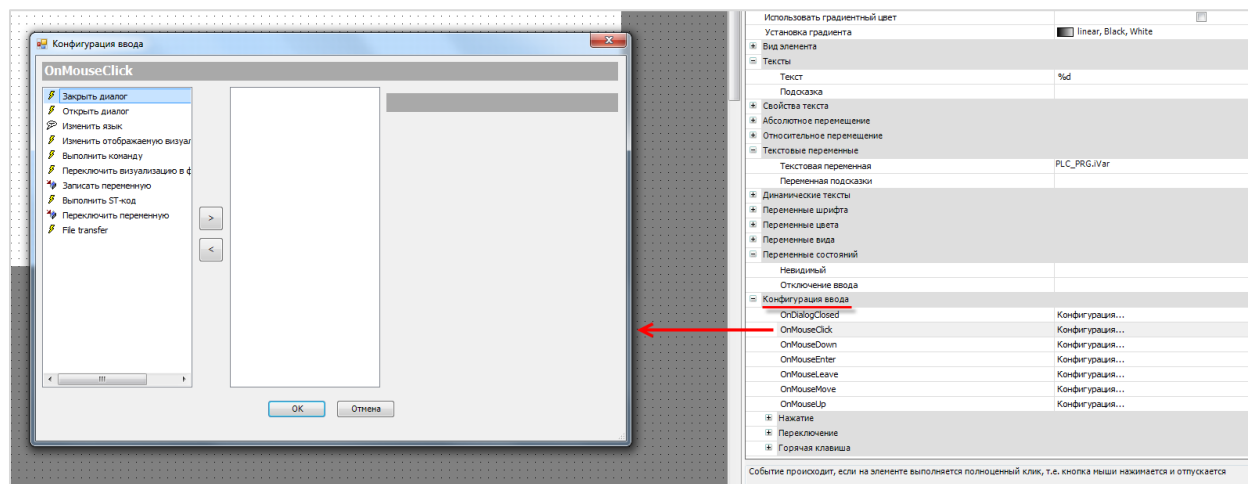 Конфигурация ввода
OnMouseClick
Закрыть диалог
Открыть диалог
Изменить язык
Изменить отображаемую визуал
Выполнить команду
Переключить визуализацию в ф
Записать переменную
Выполнить ST-код
Переключить переменную
File transfer
>
<
OK
Отмена
Использовать градиентный цвет
Установка градиента linear, Black, White
Вид элемента
Тексты
Текст %d
Подсказка
Свойства текста
Абсолютное перемещение
Относительное перемещение
Текстовые переменные
Текстовая переменная PLC_PRG.iVar
Переменная подсказки
Динамические тексты
Переменные шрифта
Переменные цвета
Переменные вида
Переменные состояний
Невидимый
Отключение ввода
Конфигурация ввода
OnDialogClosed Конфигурация...
OnMouseClick Конфигурация...
OnMouseDown Конфигурация...
OnMouseEnter Конфигурация...
OnMouseLeave Конфигурация...
OnMouseMove Конфигурация...
OnMouseUp Конфигурация...
Нажатие
Переключение
Горячая клавиша
Событие происходит, если на элементе выполняется полноценный клик, т.е. кнопка мыши нажимается и отпускается